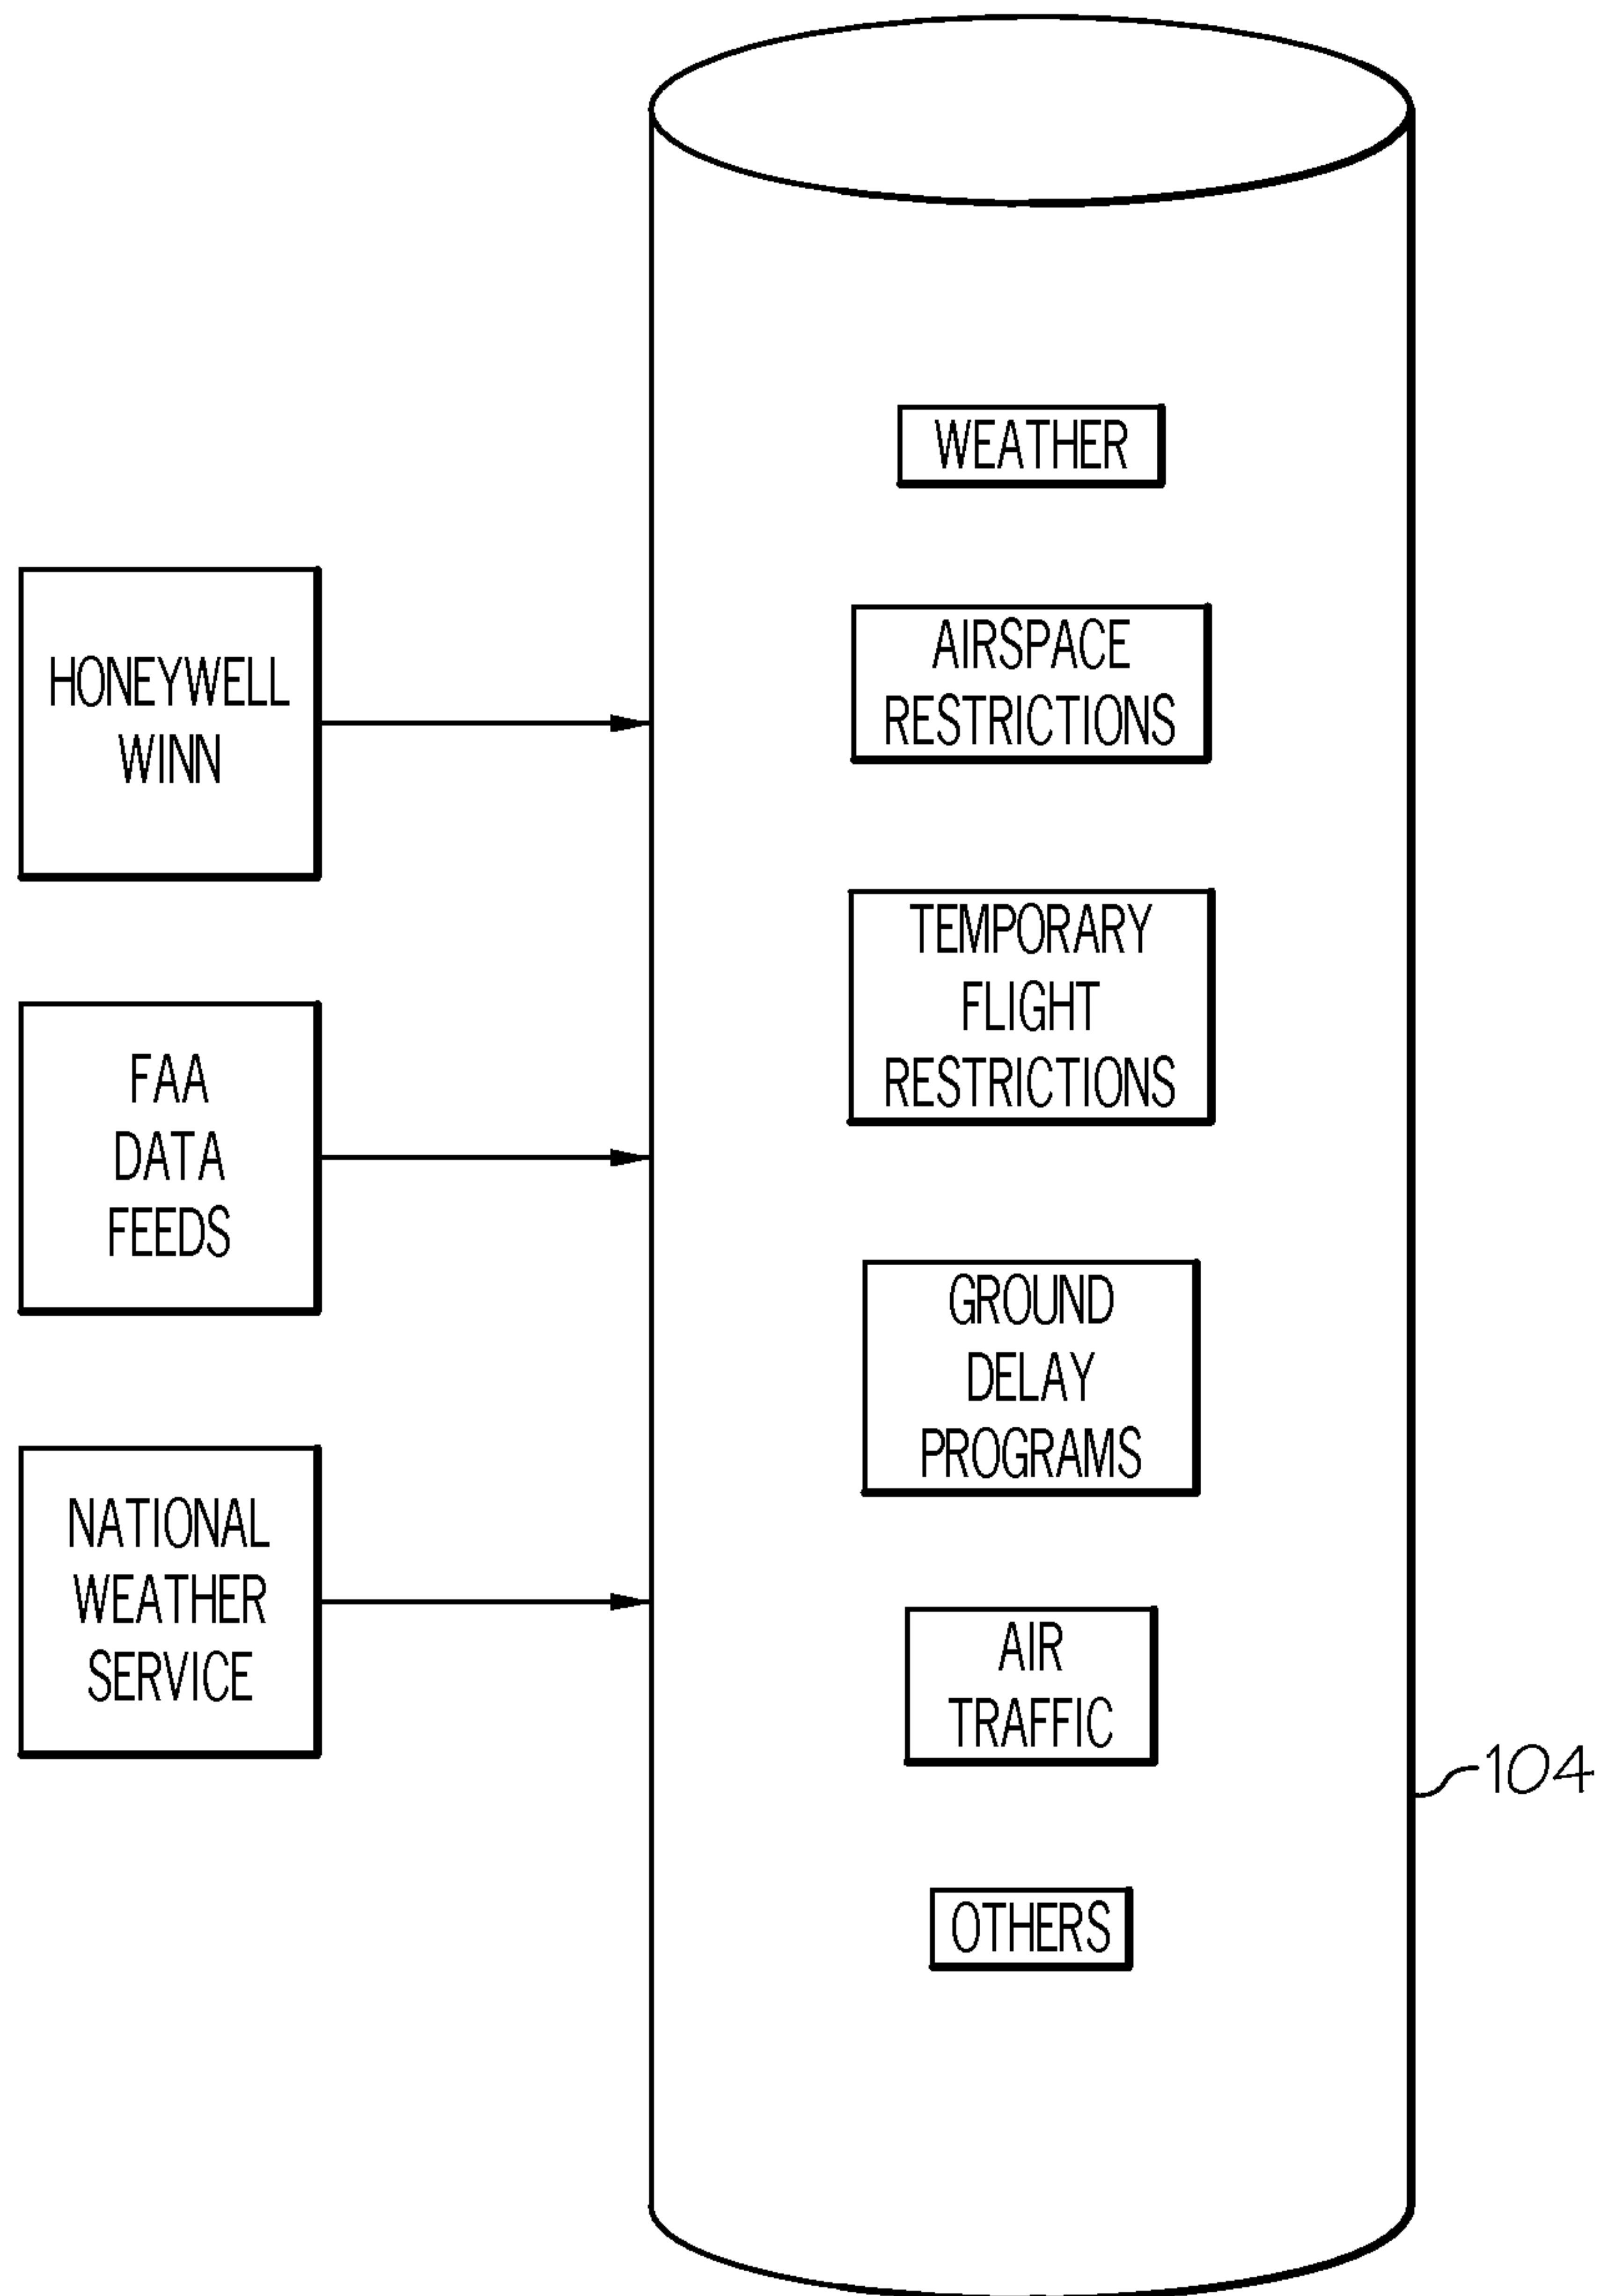 WEATHER
HONEYWELL
WINN
AIRSPACE
RESTRICTIONS
TEMPORARY
FLIGHT
RESTRICTIONS
FAA
DATA
FEEDS
GROUND
DELAY
PROGRAMS
NATIONAL
WEATHER
SERVICE
AIR
TRAFFIC
104
OTHERS